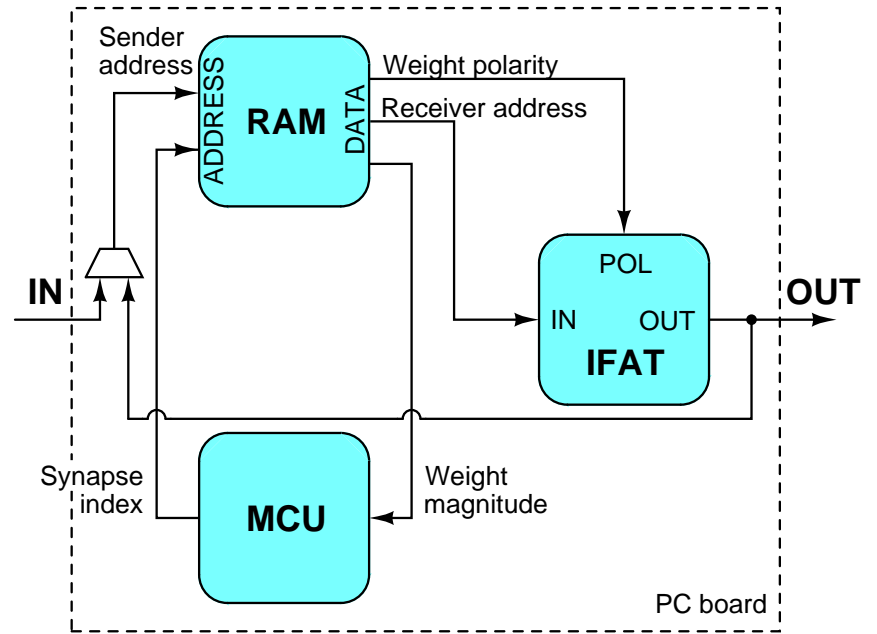 Sender
address
ADDRESS
RAM
DATA
Weight polarity
Receiver address
IN
POL
IN
OUT
IFAT
OUT
Synapse
index
MCU
Weight
magnitude
PC board